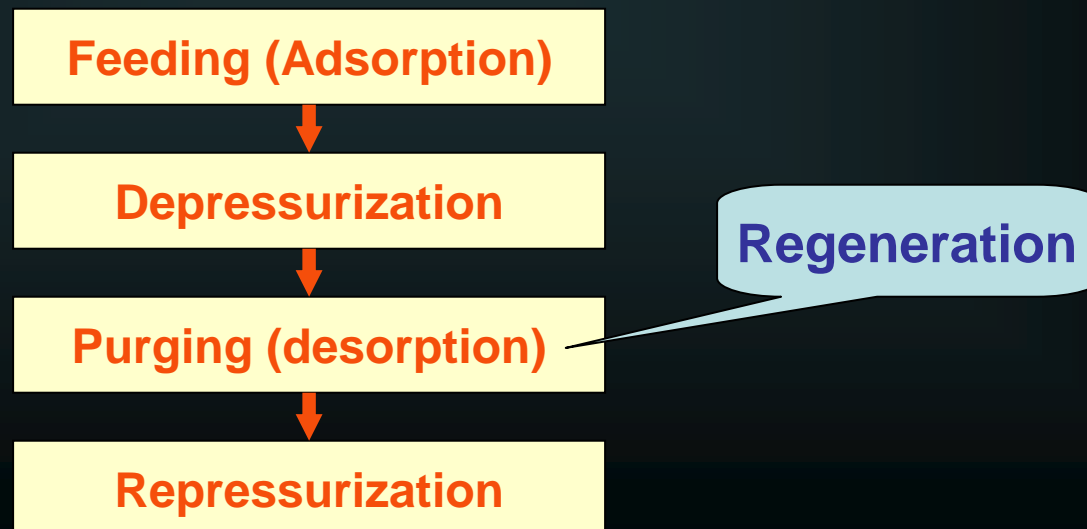 Feeding (Adsorption)
Depressurization
Regeneration
Purging (desorption)
Repressurization